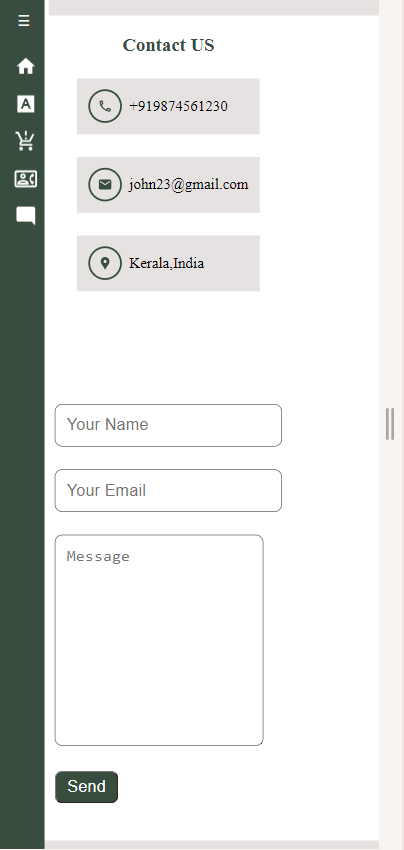 Contact US
+919874561230
john23@gmail.com
Kerala,India
Your Name
Your Email
Message
Send